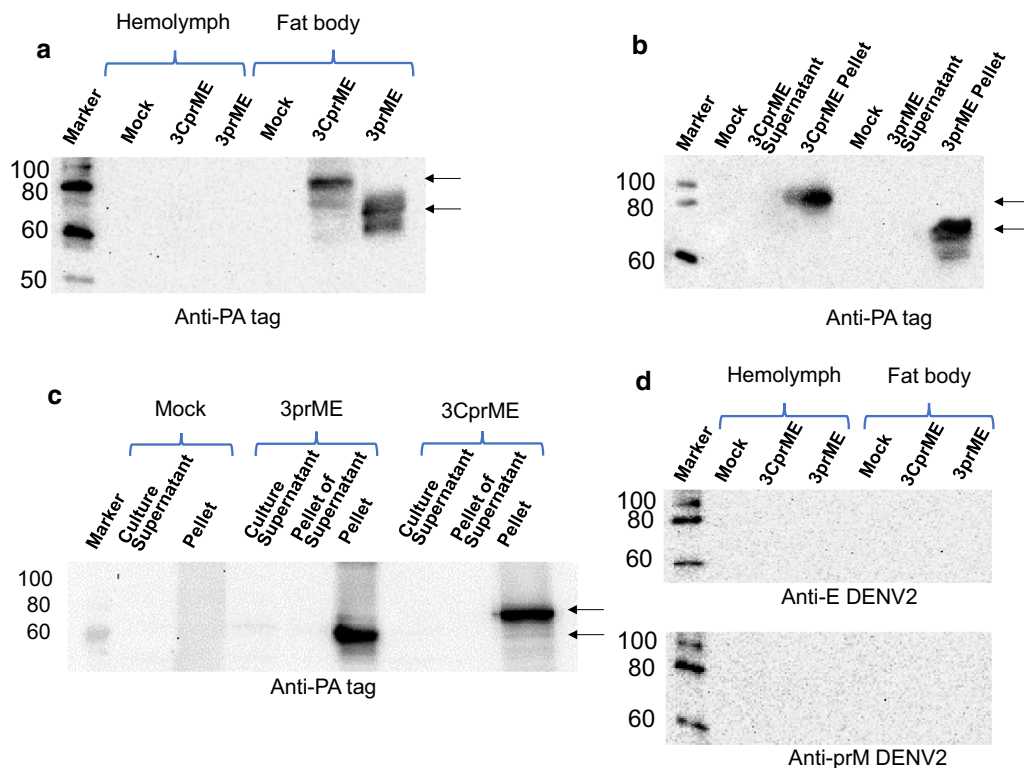 a
Hemolymph
Fat body
Marker
Mock
3CprME
3prME
Mock
3CprME
3prME
100
80
60
50
Anti-PA tag
b
Marker
Mock
3CprME
Supernatant
3CprME Pellet
Mock
3prME
Supernatant
3prME Pellet
100
80
60
Anti-PA tag
c
Mock
3prME
3CprME
Marker
Culture
Supernatant
Pellet
Culture
Supernatant
Pellet of
Supernatant
Pellet
Culture
Supernatant
Pellet of
Supernatant
Pellet
100
80
60
Anti-PA tag
d
Hemolymph
Fat body
Marker
Mock
3CprME
3prME
Mock
3CprME
3prME
100
80
60
Anti-E DENV2
100
80
60
Anti-prM DENV2